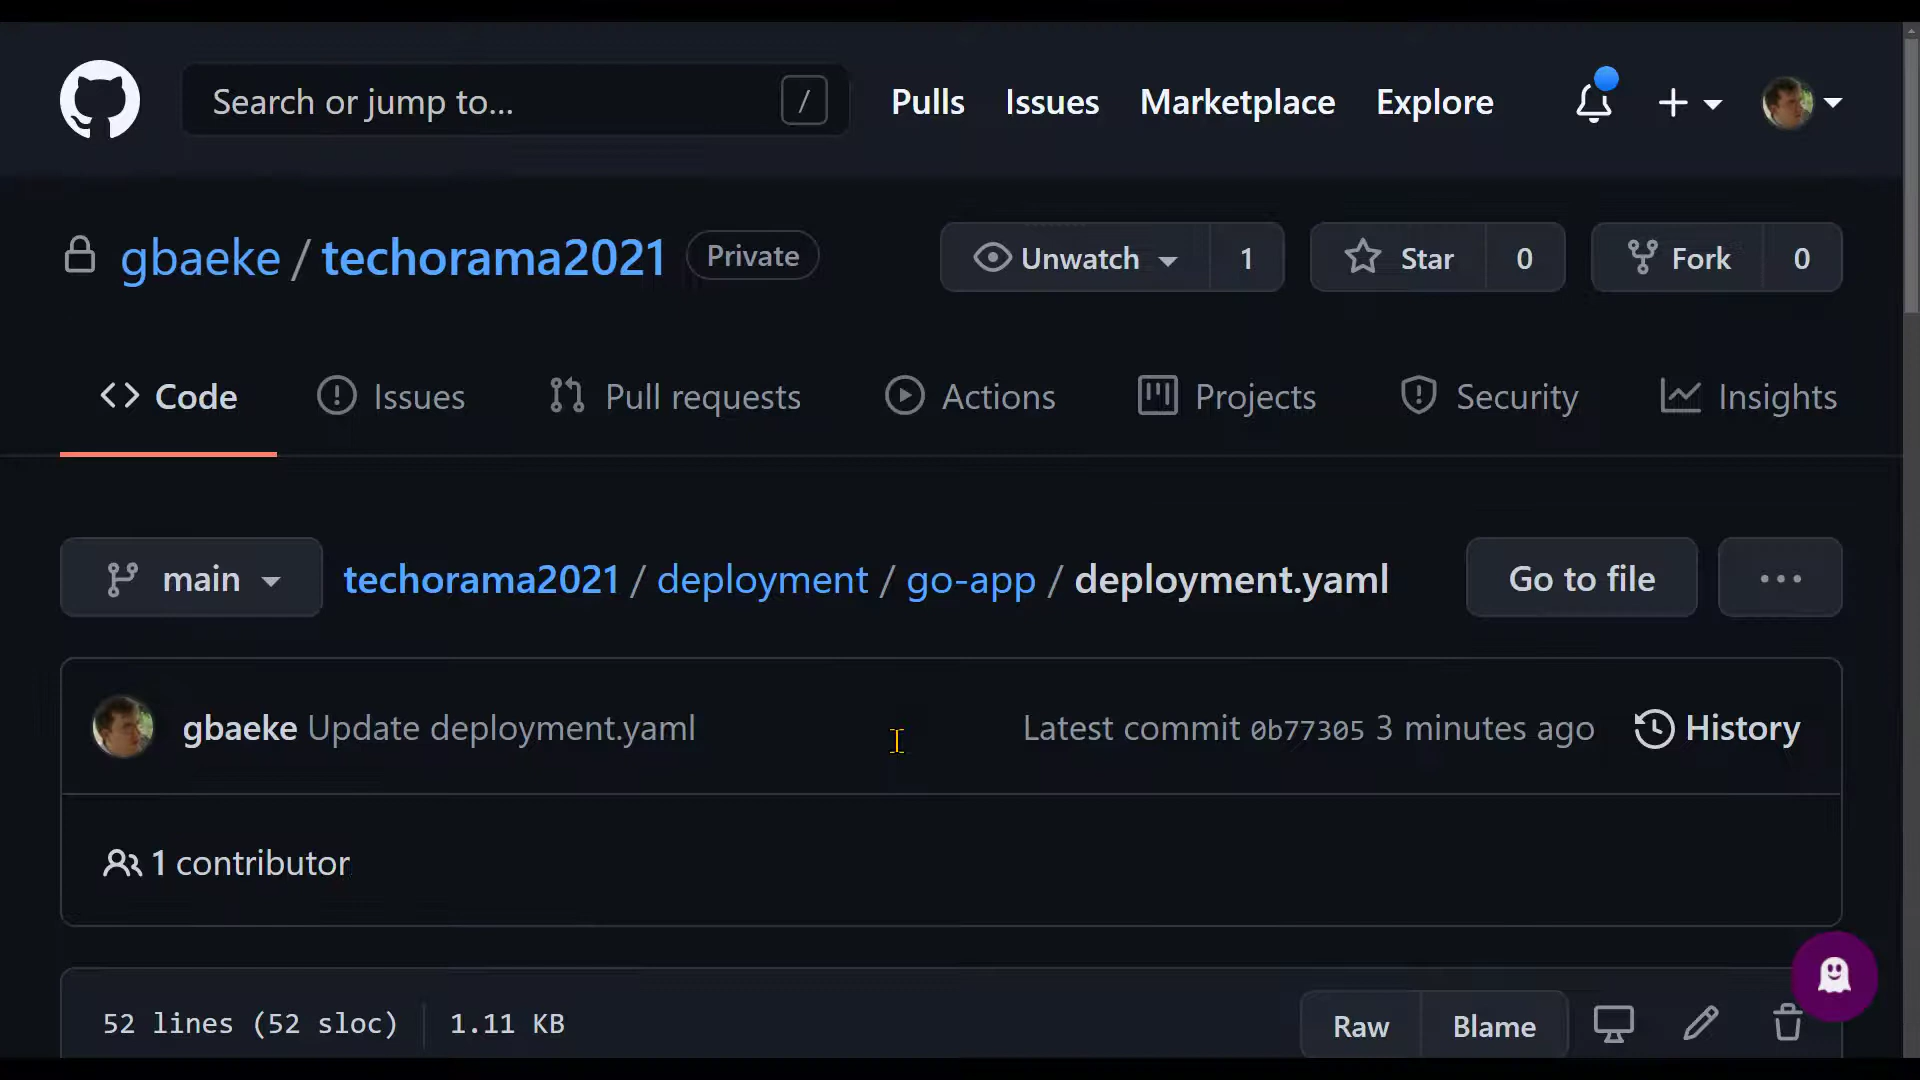 Search or jump to... / Pulls Issues Marketplace Explore
gbaeke / techorama2021 Private Unwatch 1 Star 0 Fork 0
Code Issues Pull requests Actions Projects Security Insights
main techorama2021 / deployment / go-app / deployment.yaml Go to file ...
gbaeke Update deployment.yaml Latest commit 0b77305 3 minutes ago History
1 contributor
52 lines (52 sloc) 1.11 KB Raw Blame